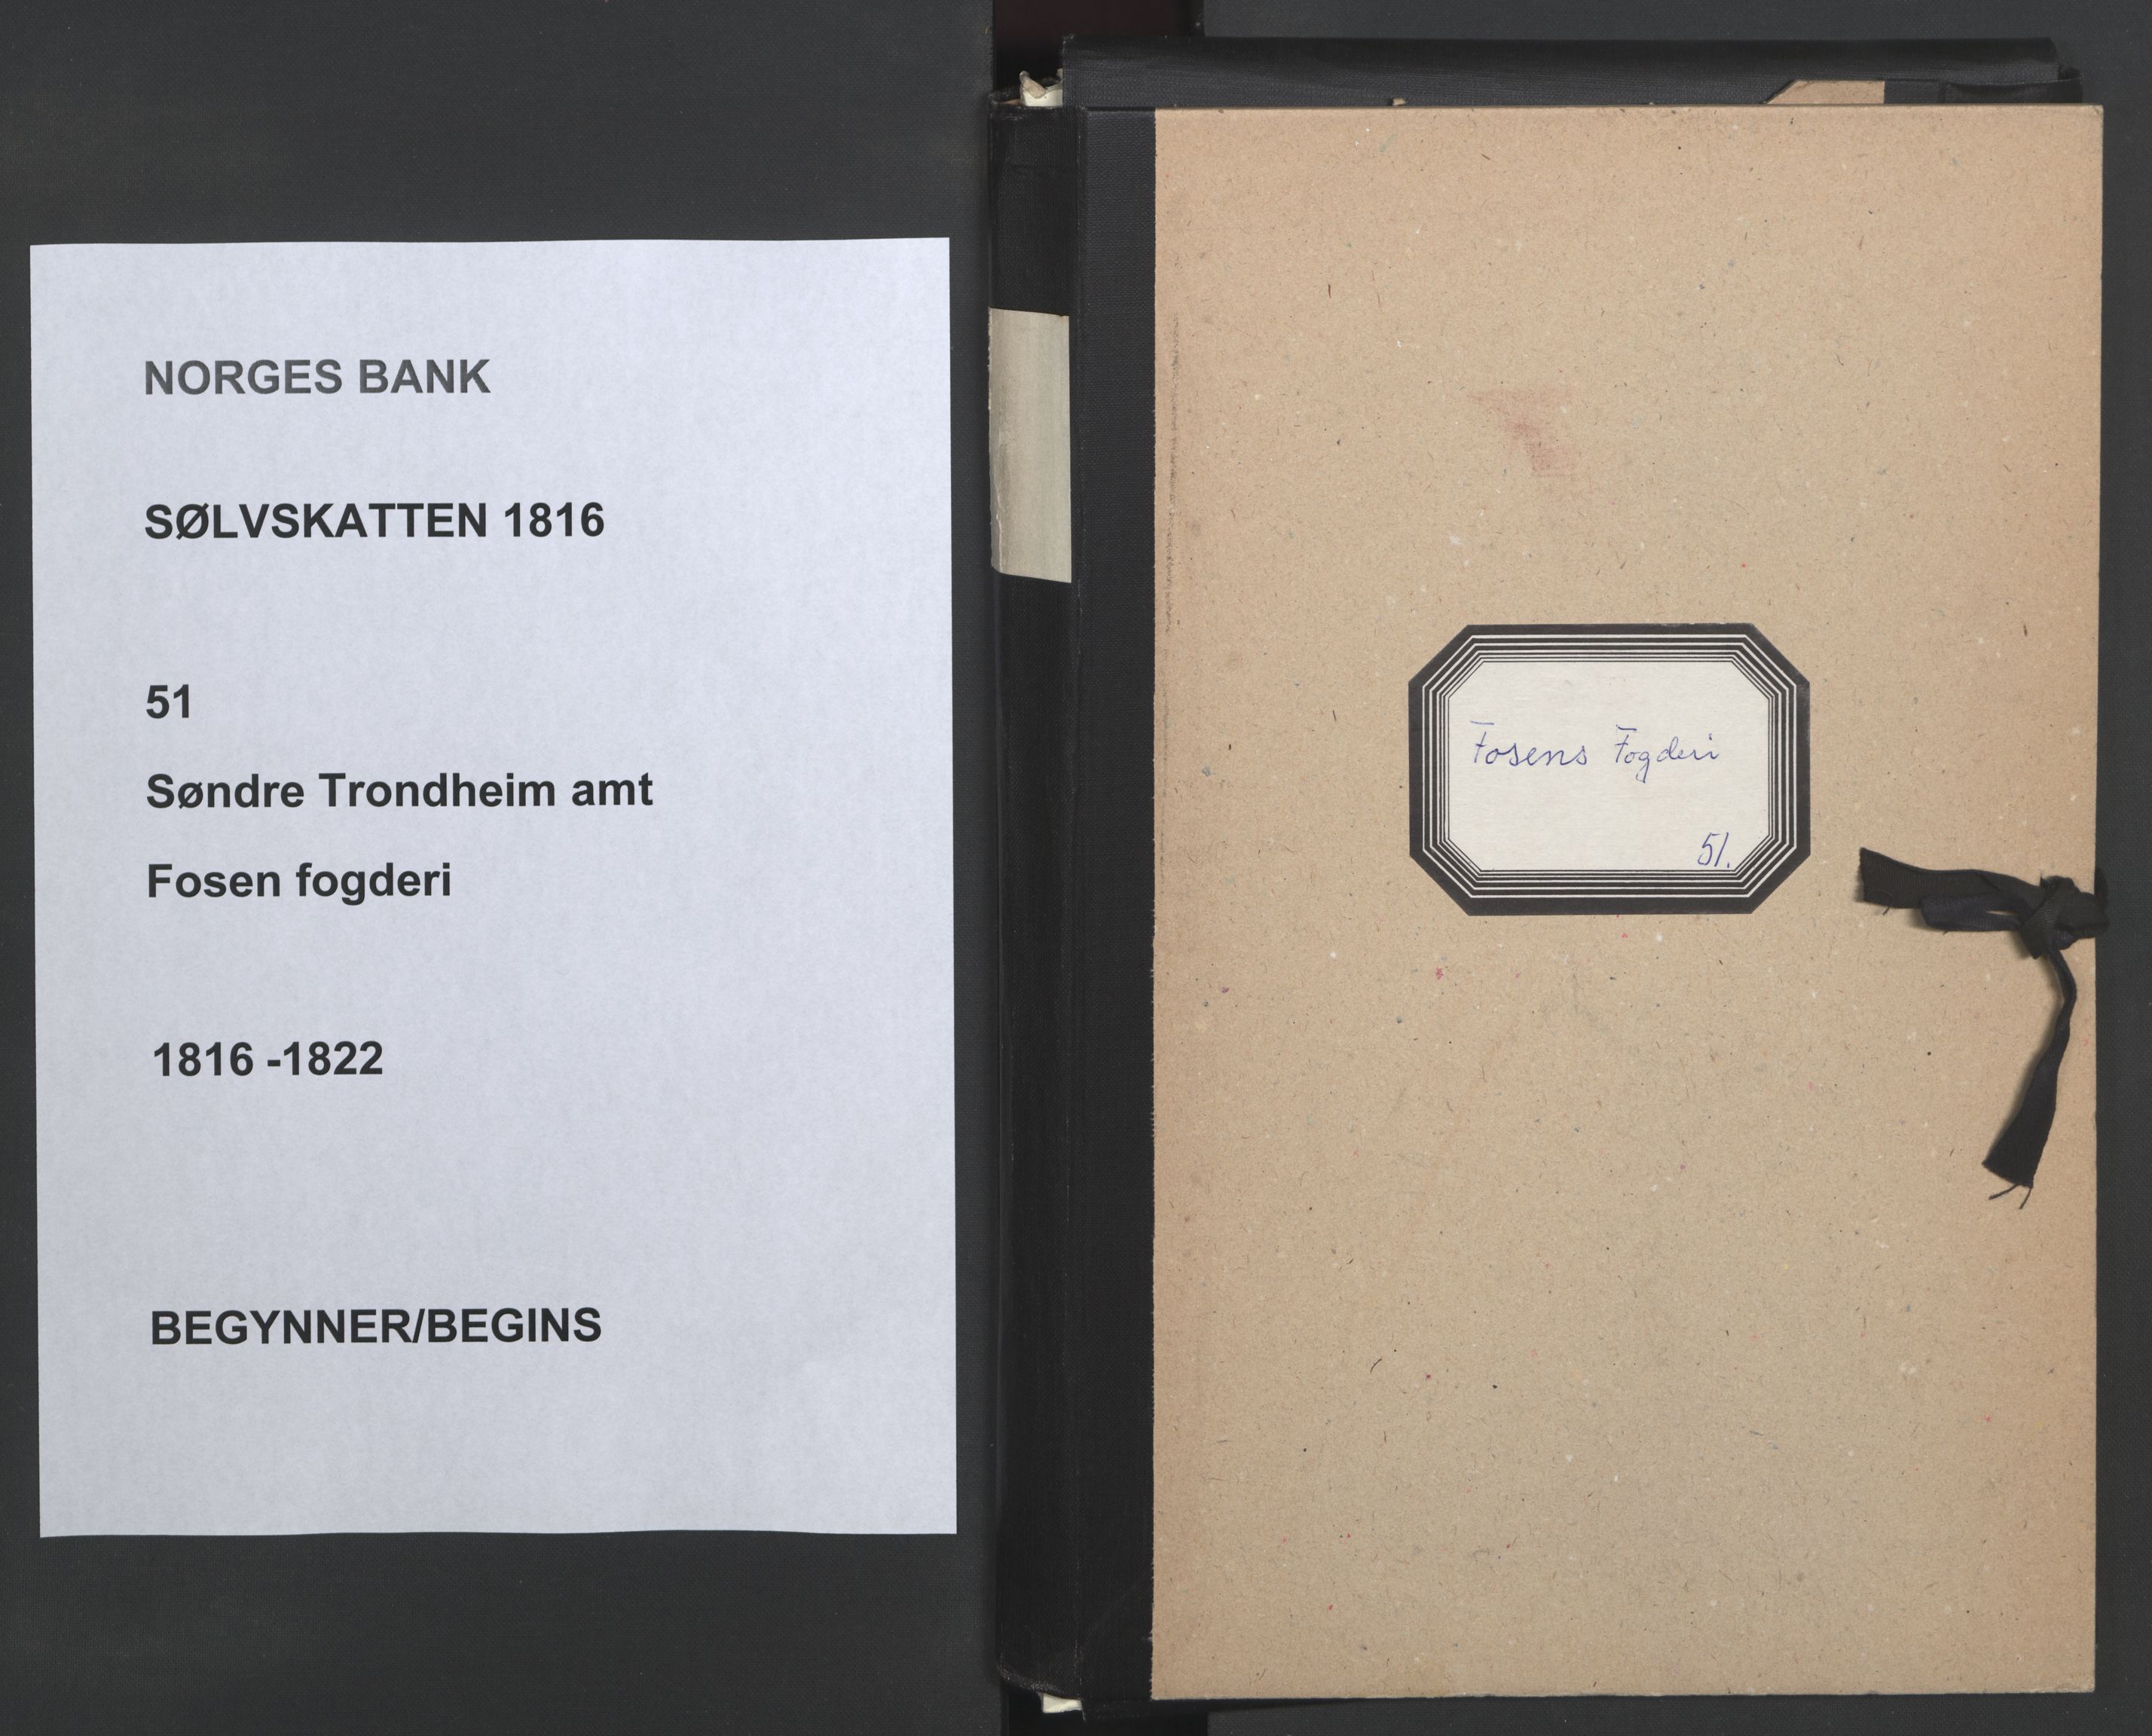 NORGES BANK
SØLVSKATTEN 1816
51
Søndre Trondheim amt
Fosen fogderi
1816 -1822
BEGYNNER/BEGINS
Fosens Fogderi
51.